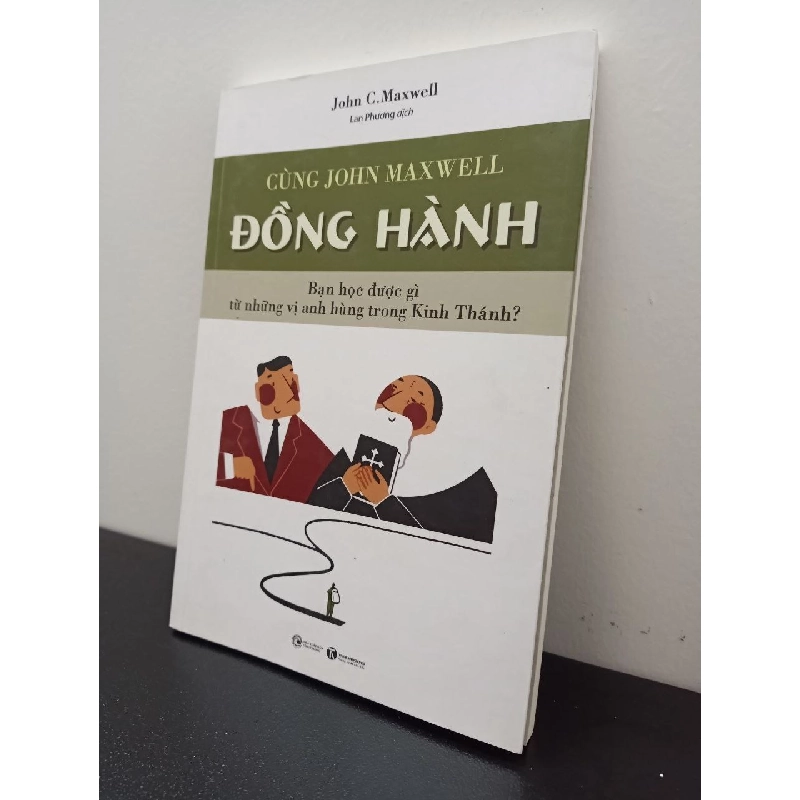 John C.Maxwell
Lan Phương dịch
CÙNG JOHN MAXWELL
ĐỒNG HÀNH
Bạn học được gì
từ những vị anh hùng trong Kinh Thánh?